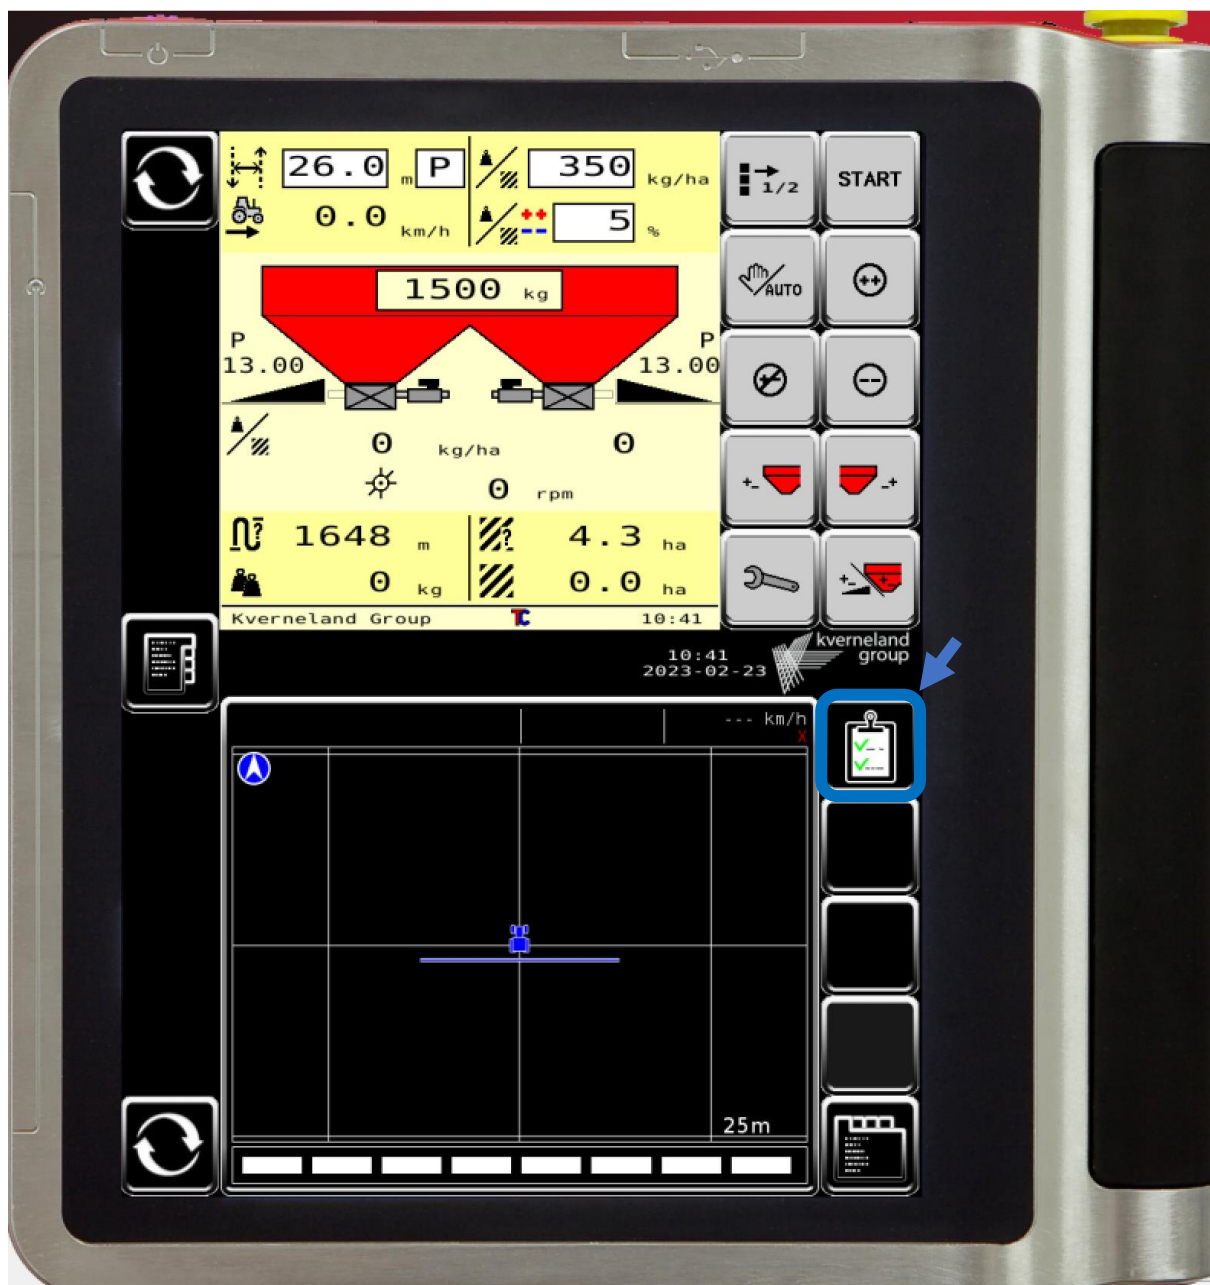 26.0 m P
350 kg/ha
1/2
START
0.0 km/h
5 %
1500 kg
AUTO
P
13.00
P
13.00
0 kg/ha 0
0 rpm
1648 m
4.3 ha
0 kg
0.0 ha
Kverneland Group TC 10:41
10:41
2023-02-23
kverneland
group
--- km/h
X
25m